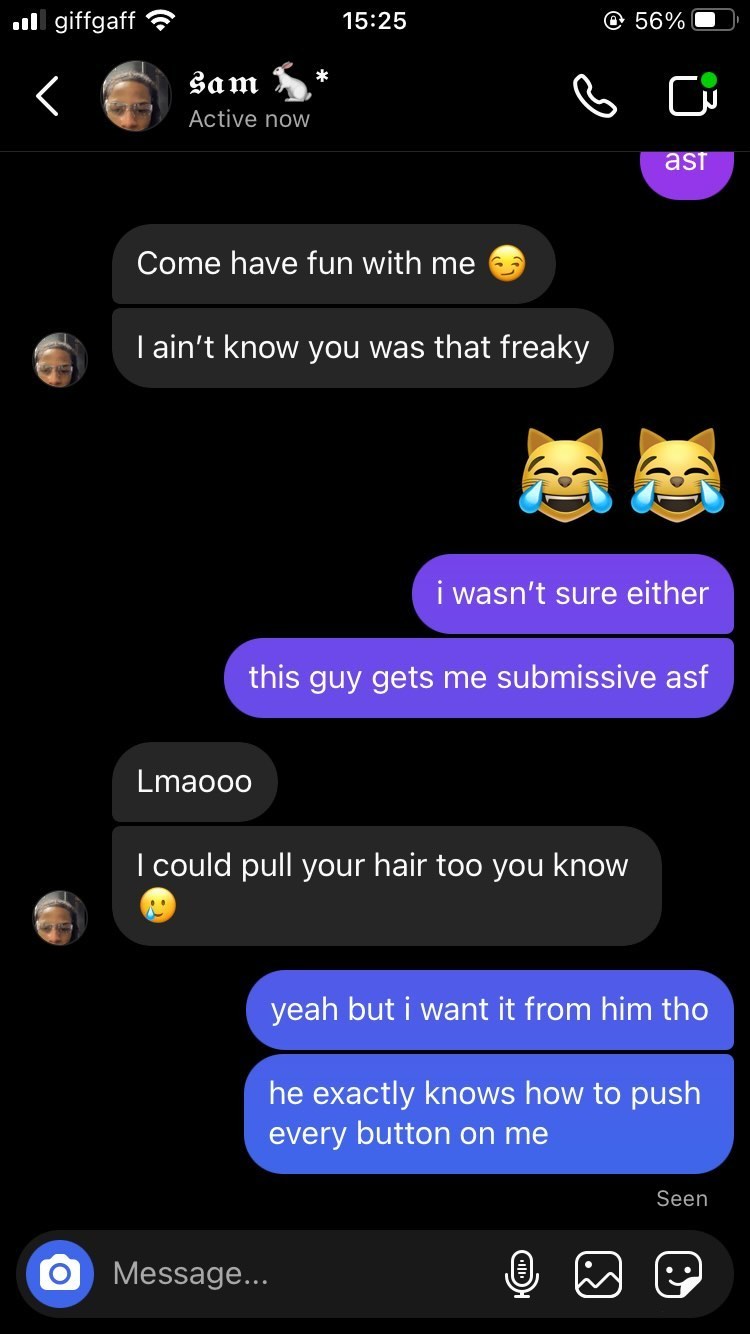 giffgaff 15:25 56%
𝖘𝖆𝖒 🐇*
Active now
asf
Come have fun with me 😏
I ain’t know you was that freaky
😹😹
i wasn’t sure either
this guy gets me submissive asf
Lmaooo
I could pull your hair too you know
🥲
yeah but i want it from him tho
he exactly knows how to push
every button on me
Seen
Message...